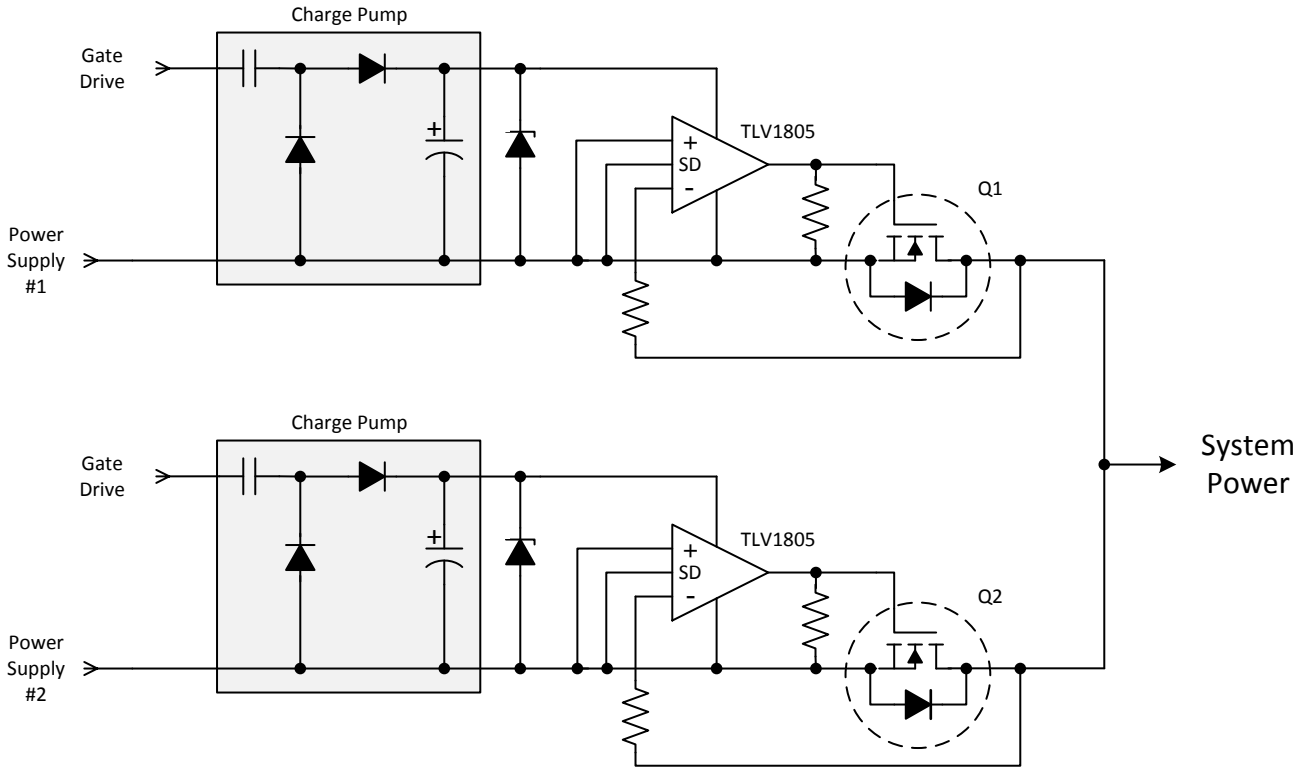 Charge Pump
Gate
Drive
+
TLV1805
+
SD
-
Q1
Power
Supply
#1
Charge Pump
Gate
Drive
+
TLV1805
+
SD
-
Q2
Power
Supply
#2
System
Power